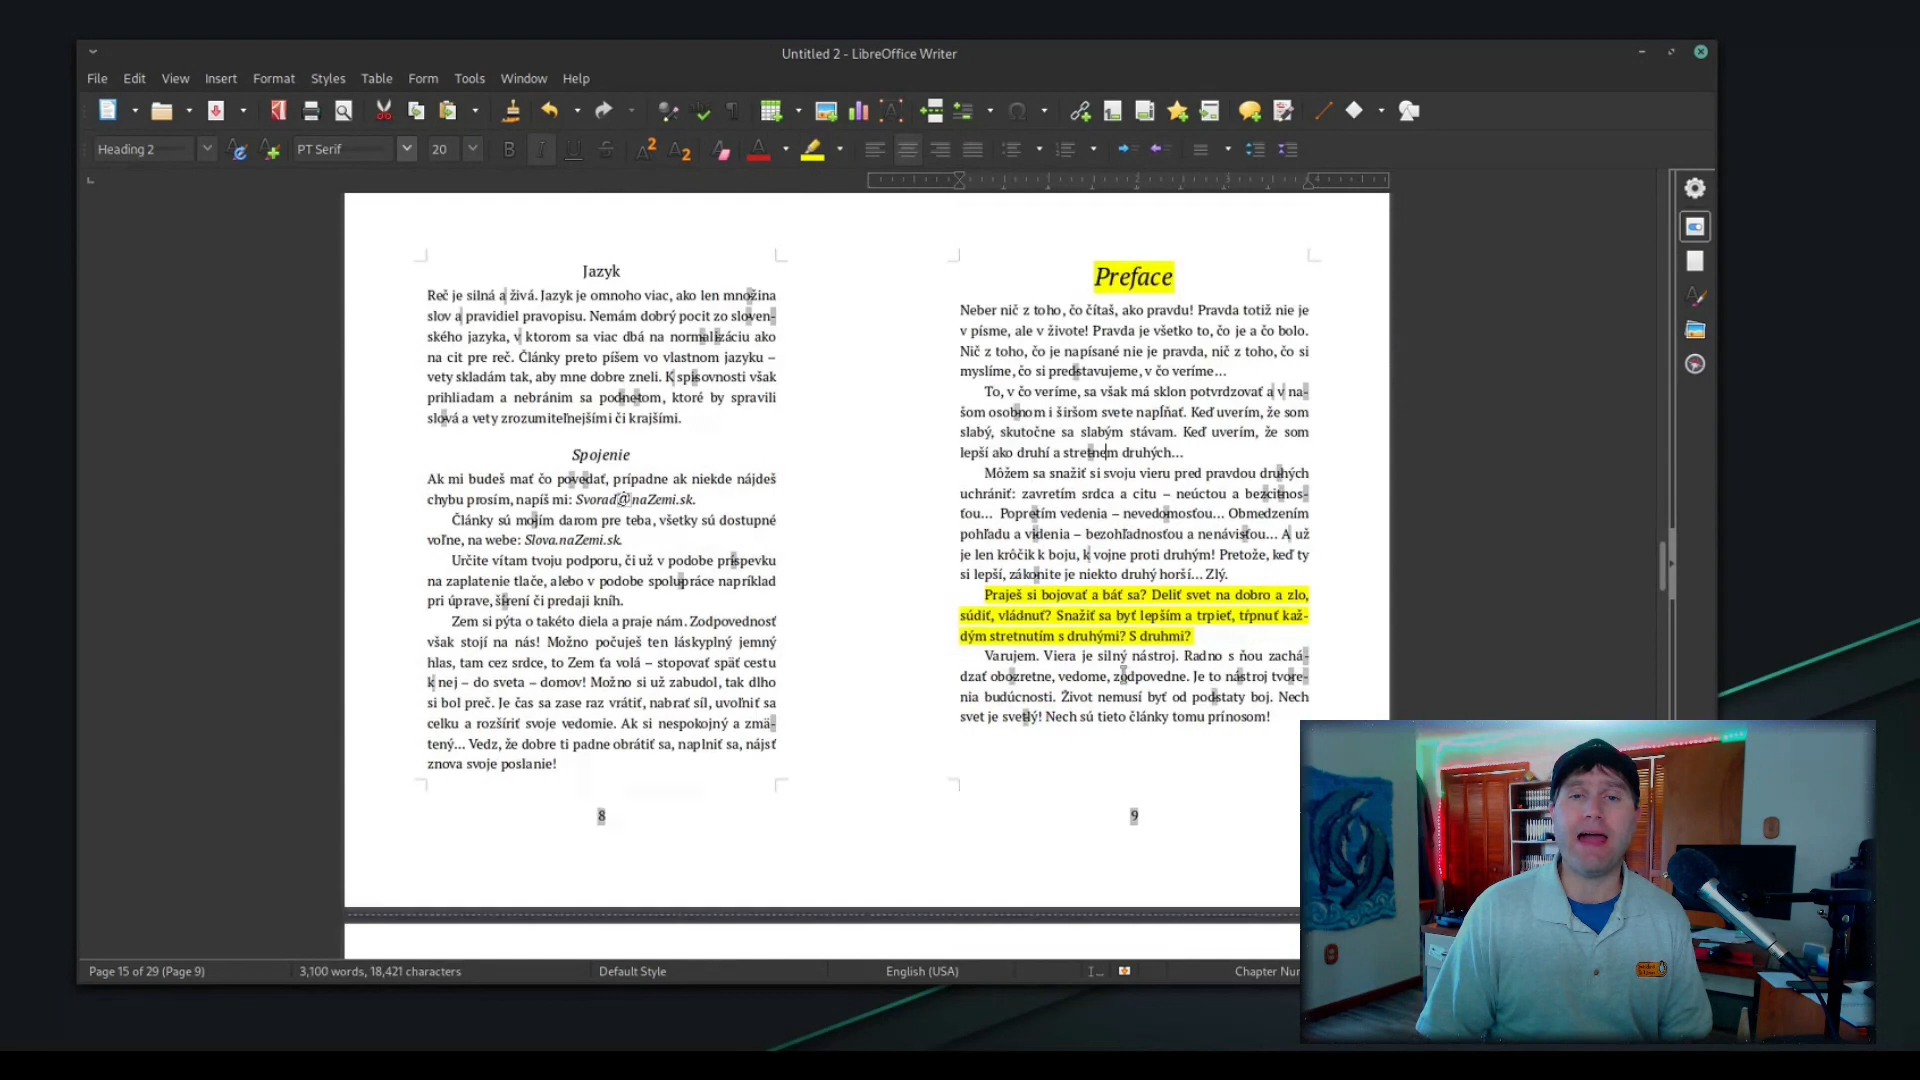 Untitled 2 - LibreOffice Writer
File Edit View Insert Format Styles Table Form Tools Window Help
Heading 2 PT Serif 20
Jazyk
Reč je silná a živá. Jazyk je omnoho viac, ako len množina
slov a pravidiel pravopisu. Nemám dobrý pocit zo sloven-
ského jazyka, v ktorom sa viac dbá na normalizáciu ako
na cit pre reč. Články preto píšem vo vlastnom jazyku –
vety skladám tak, aby mne dobre zneli. K spisovnosti však
prihliadam a nebránim sa podnetom, ktoré by spravili
slová a vety zrozumiteľnejšími či krajšími.
Spojenie
Ak mi budeš mať čo povedať, prípadne ak niekde nájdeš
chybu prosím, napíš mi: Svoraď@naZemi.sk.
Články sú mojím darom pre teba, všetky sú dostupné
voľne, na webe: Slova.naZemi.sk.
Určite vítam tvoju podporu, či už v podobe príspevku
na zaplatenie tlače, alebo v podobe spolupráce napríklad
pri úprave, šírení či predaji kníh.
Zem si pýta o takéto diela a praje nám. Zodpovednosť
však stojí na nás! Možno počuješ ten láskyplný jemný
hlas, tam cez srdce, to Zem ťa volá – stopovať späť cestu
k nej – do sveta – domov! Možno si už zabudol, tak dlho
si bol preč. Je čas sa zase raz vrátiť, nabrať síl, uvoľniť sa
celku a rozšíriť svoje vedomie. Ak si nespokojný a zmä-
tený... Vedz, že dobre ti padne obrátiť sa, naplniť sa, nájsť
znova svoje poslanie!
8
Preface
Neber nič z toho, čo čítaš, ako pravdu! Pravda totiž nie je
v písme, ale v živote! Pravda je všetko to, čo je a čo bolo.
Nič z toho, čo je napísané nie je pravda, nič z toho, čo si
myslíme, čo si predstavujeme, v čo veríme...
To, v čo veríme, sa však má sklon potvrdzovať a v na-
šom osobnom i širšom svete napĺňať. Keď uverím, že som
slabý, skutočne sa slabým stávam. Keď uverím, že som
lepší ako druhí a stretnem druhých...
Môžem sa snažiť si svoju vieru pred pravdou druhých
uchrániť: zavretím srdca a citu – neúctou a bezcitnos-
ťou... Popretím vedenia – nevedomosťou... Obmedzením
pohľadu a videnia – bezohľadnosťou a nenávisťou... A už
je len krôčik k boju, k vojne proti druhým! Pretože, keď ty
si lepší, zákonite je niekto druhý horší... Zlý.
Praješ si bojovať a báť sa? Deliť svet na dobro a zlo,
súdiť, vládnuť? Snažiť sa byť lepším a trpieť, tŕpnuť kaž-
dým stretnutím s druhými? S druhmi?
Varujem. Viera je silný nástroj. Radno s ňou zachá-
dzať obozretne, vedome, zodpovedne. Je to nástroj tvore-
nia budúcnosti. Život nemusí byť od podstaty boj. Nech
svet je svetlý! Nech sú tieto články tomu prínosom!
9
Page 15 of 29 (Page 9) 3,100 words, 18,421 characters Default Style English (USA) Chapter